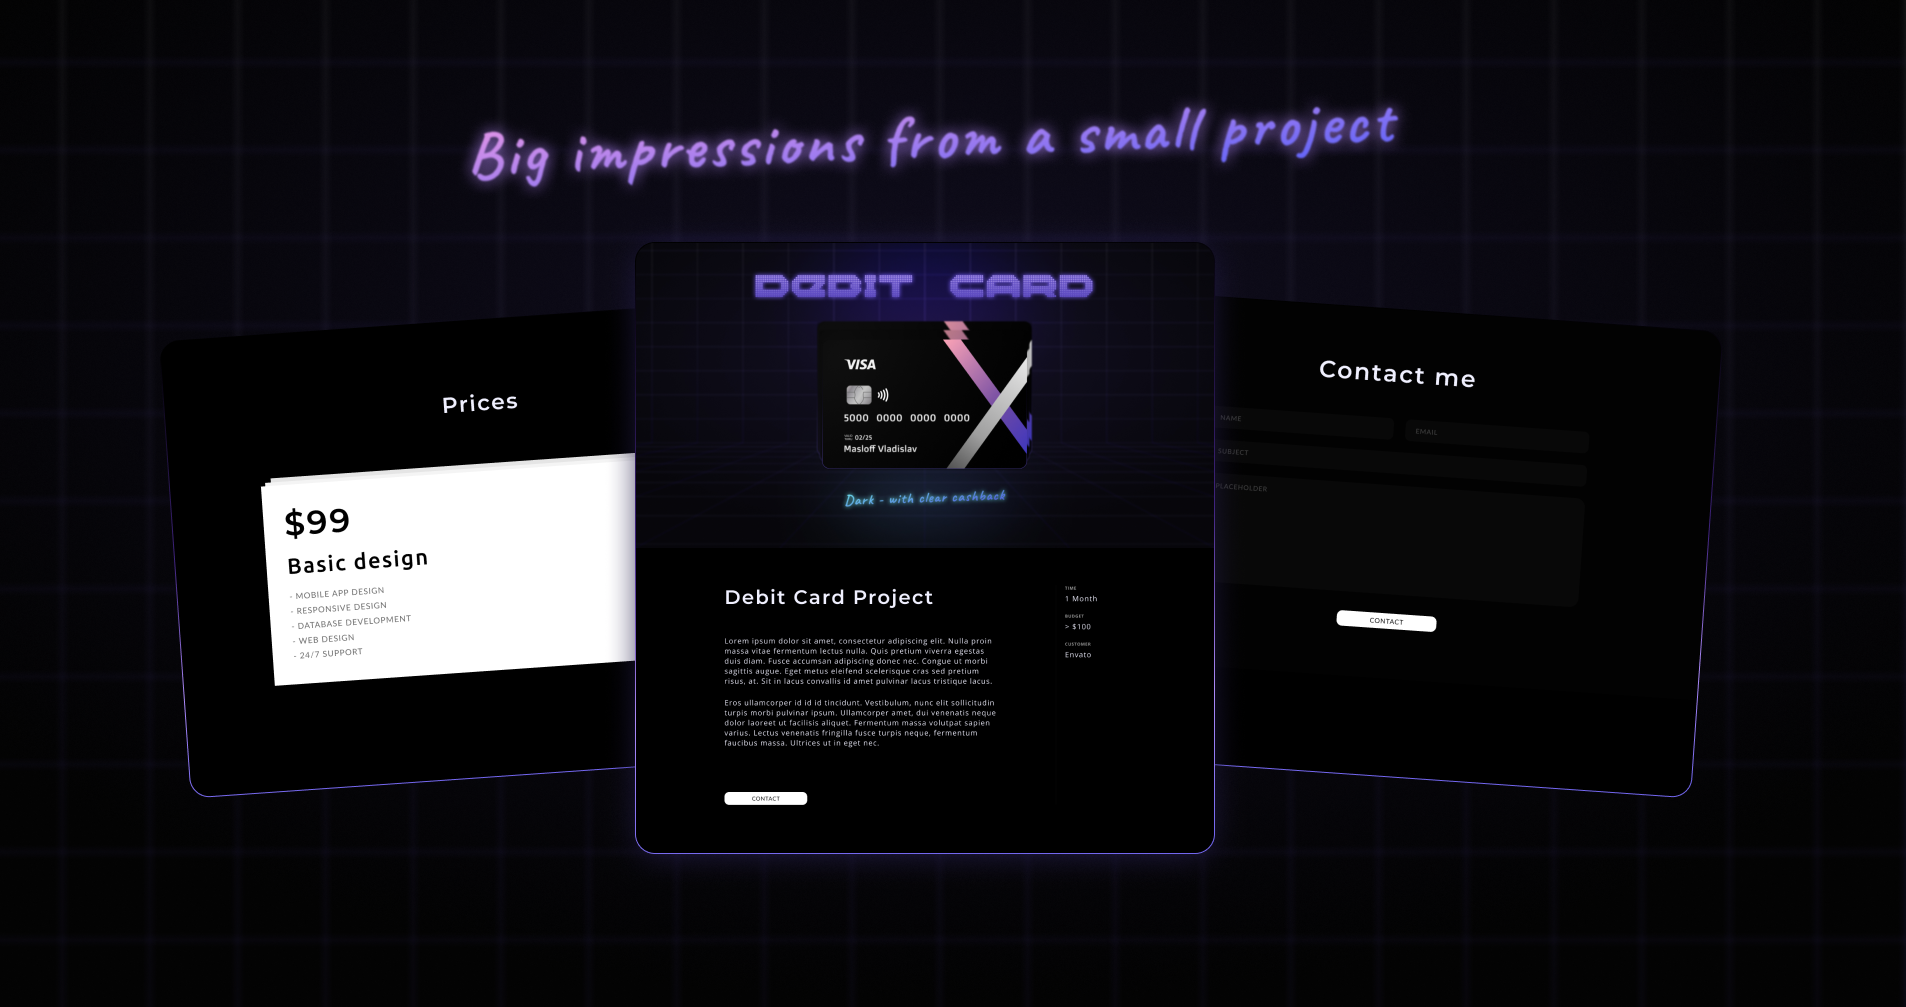 Big impressions from a small project
Prices
$99
Basic design
- MOBILE APP DESIGN
- RESPONSIVE DESIGN
- DATABASE DEVELOPMENT
- WEB DESIGN
- 24/7 SUPPORT
DEBIT CARD
VISA
5000 0000 0000 0000
02/25
Masloff Vladislav
Dark - with clear cashback
Debit Card Project
Lorem ipsum dolor sit amet, consectetur adipiscing elit. Nulla proin
massa vitae fermentum lectus nulla. Quis pretium viverra egestas
duis diam. Fusce accumsan adipiscing donec nec. Congue ut morbi
sagittis augue. Eget metus eleifend scelerisque cras sed pretium
risus, at. Sit in lacus convallis id amet pulvinar lacus tristique lacus.
Eros ullamcorper id id id tincidunt. Vestibulum, nunc elit sollicitudin
turpis morbi pulvinar ipsum. Ullamcorper amet, dui venenatis neque
dolor laoreet ut facilisis aliquet. Fermentum massa volutpat sapien
varius. Lectus venenatis fringilla fusce turpis neque, fermentum
faucibus massa. Ultrices ut in eget nec.
CONTACT
TIME
1 Month
BUDGET
> $100
CUSTOMER
Envato
Contact me
NAME
EMAIL
SUBJECT
PLACEHOLDER
CONTACT